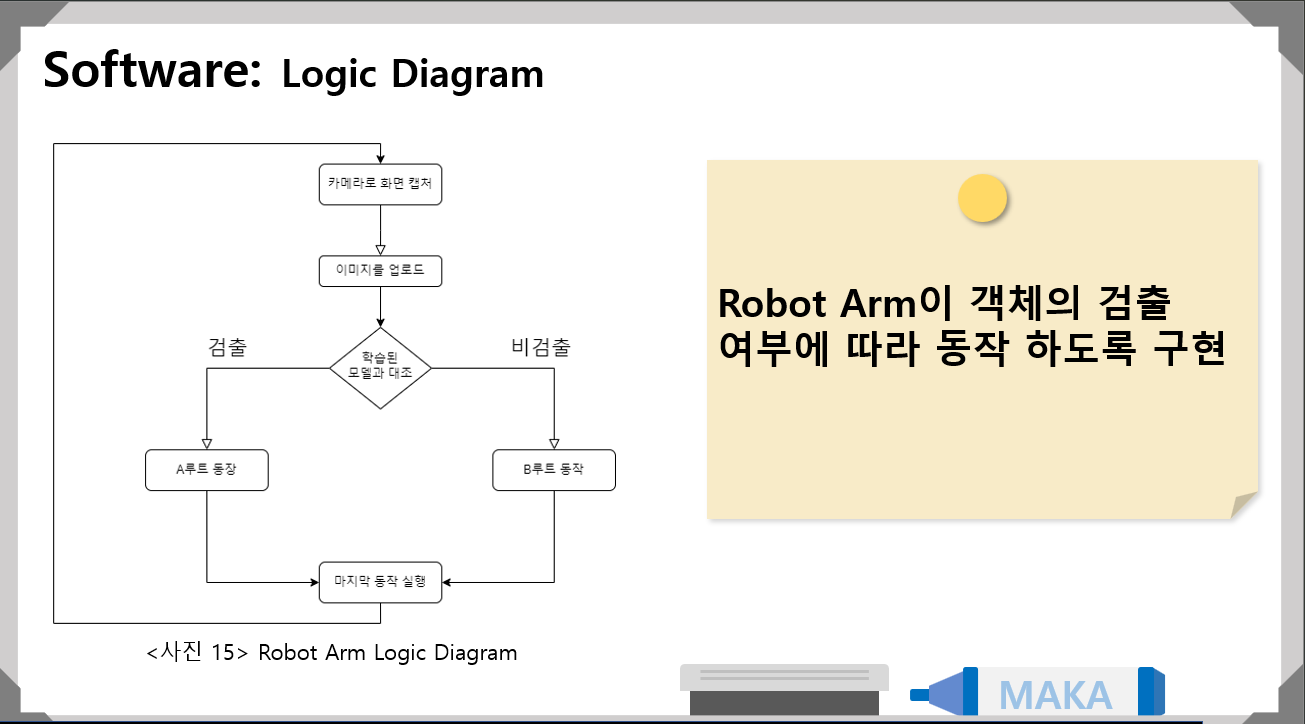 Software: Logic Diagram
카메라로 화면 캡처
이미지를 업로드
검출
비검출
학습된
모델과 대조
A루트 동장
B루트 동작
마지막 동작 실행
<사진 15> Robot Arm Logic Diagram
Robot Arm이 객체의 검출
여부에 따라 동작 하도록 구현
MAKA